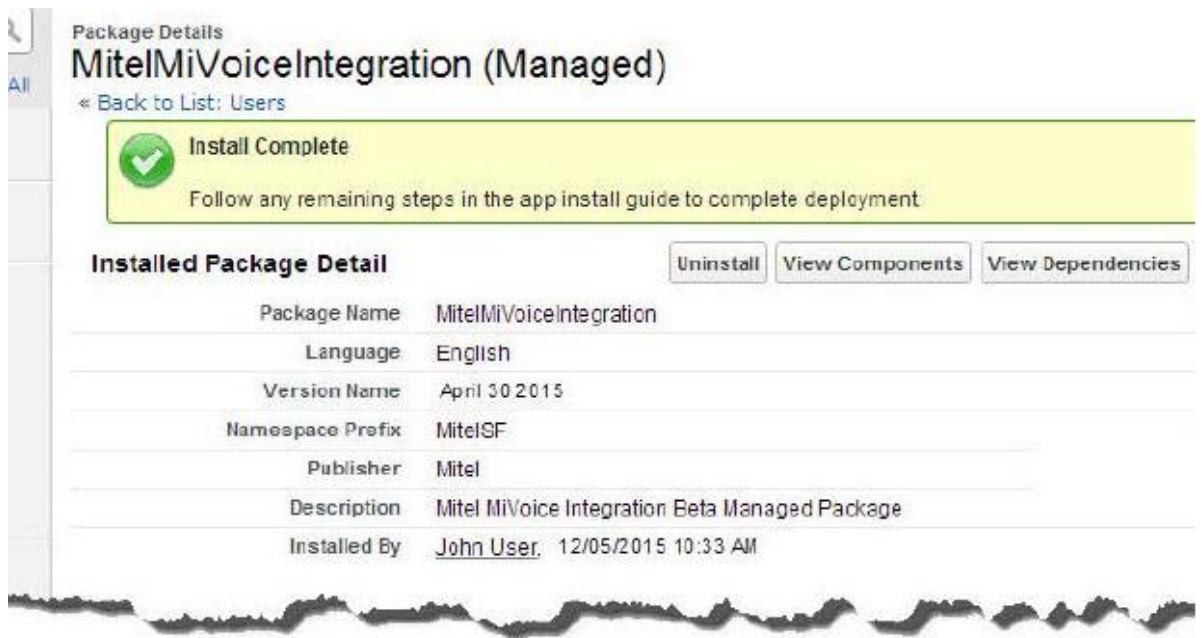 Package Details
MitelMiVoiceIntegration (Managed)
All
« Back to List: Users
Install Complete
Follow any remaining steps in the app install guide to complete deployment
Installed Package Detail
Uninstall View Components View Dependencies
Package Name MitelMiVoiceIntegration
Language English
Version Name April 30 2015
Namespace Prefix MitelSF
Publisher Mitel
Description Mitel MiVoice Integration Beta Managed Package
Installed By John User, 12/05/2015 10:33 AM